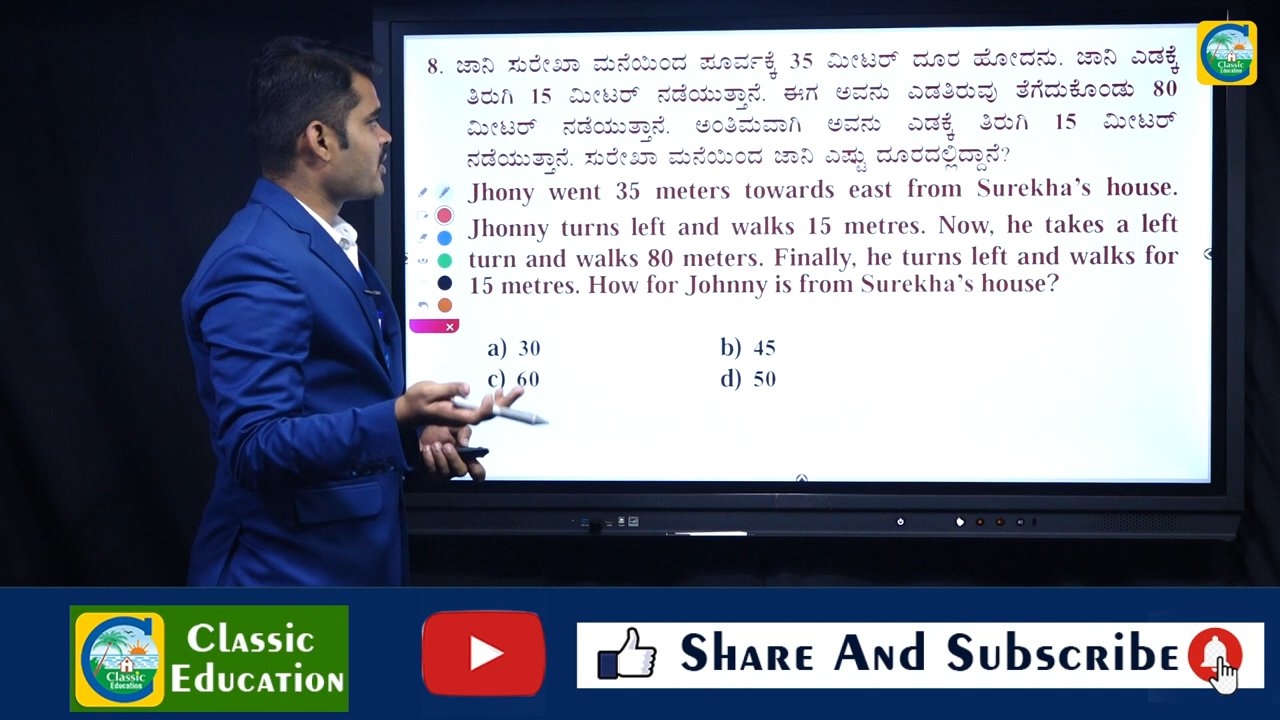 8. ಜಾನಿ ಸುರೇಖಾ ಮನೆಯಿಂದ ಪೂರ್ವಕ್ಕೆ 35 ಮೀಟರ್ ದೂರ ಹೋದನು. ಜಾನಿ ಎಡಕ್ಕೆ
ತಿರುಗಿ 15 ಮೀಟರ್ ನಡೆಯುತ್ತಾನೆ. ಈಗ ಅವನು ಎಡತಿರುವು ತೆಗೆದುಕೊಂಡು 80
ಮೀಟರ್ ನಡೆಯುತ್ತಾನೆ. ಅಂತಿಮವಾಗಿ ಅವನು ಎಡಕ್ಕೆ ತಿರುಗಿ 15 ಮೀಟರ್
ನಡೆಯುತ್ತಾನೆ. ಸುರೇಖಾ ಮನೆಯಿಂದ ಜಾನಿ ಎಷ್ಟು ದೂರದಲ್ಲಿದ್ದಾನೆ?
Jhony went 35 meters towards east from Surekha's house.
Jhonny turns left and walks 15 metres. Now, he takes a left
turn and walks 80 meters. Finally, he turns left and walks for
15 metres. How for Johnny is from Surekha's house?
a) 30 b) 45
c) 60 d) 50
Classic
Education
Classic
Education
Classic
Education
Share And Subscribe